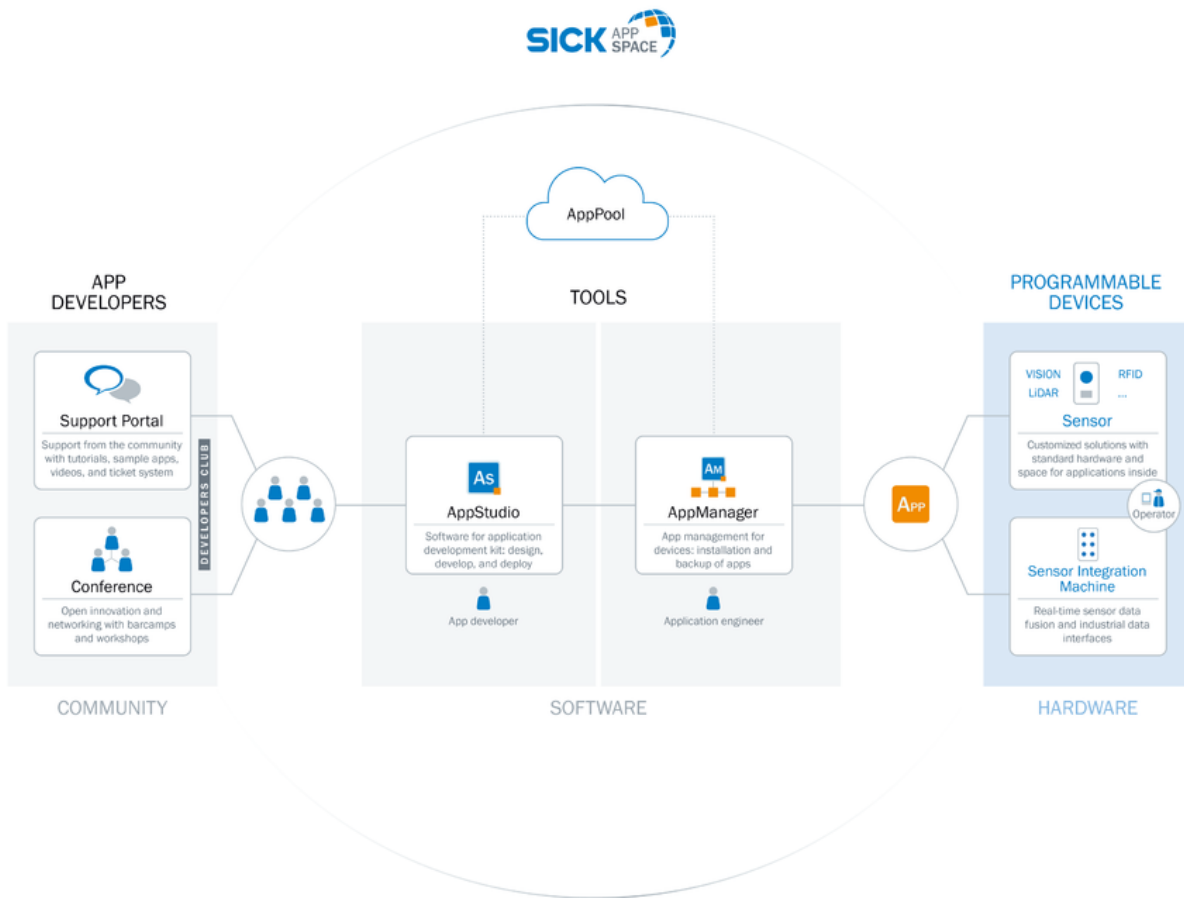 SICK APP
SPACE
AppPool
APP
DEVELOPERS
TOOLS
PROGRAMMABLE
DEVICES
Support Portal
Support from the community
with tutorials, sample apps,
videos, and ticket system
Conference
Open innovation and
networking with barcamps
and workshops
DEVELOPERS CLUB
As
AppStudio
Software for application
development kit: design,
develop, and deploy
App developer
AM
AppManager
App management for
devices: installation and
backup of apps
Application engineer
APP
VISION
RFID
LiDAR
...
Sensor
Customized solutions with
standard hardware and
space for applications inside
Operator
Sensor Integration
Machine
Real-time sensor data
fusion and industrial data
interfaces
COMMUNITY
SOFTWARE
HARDWARE